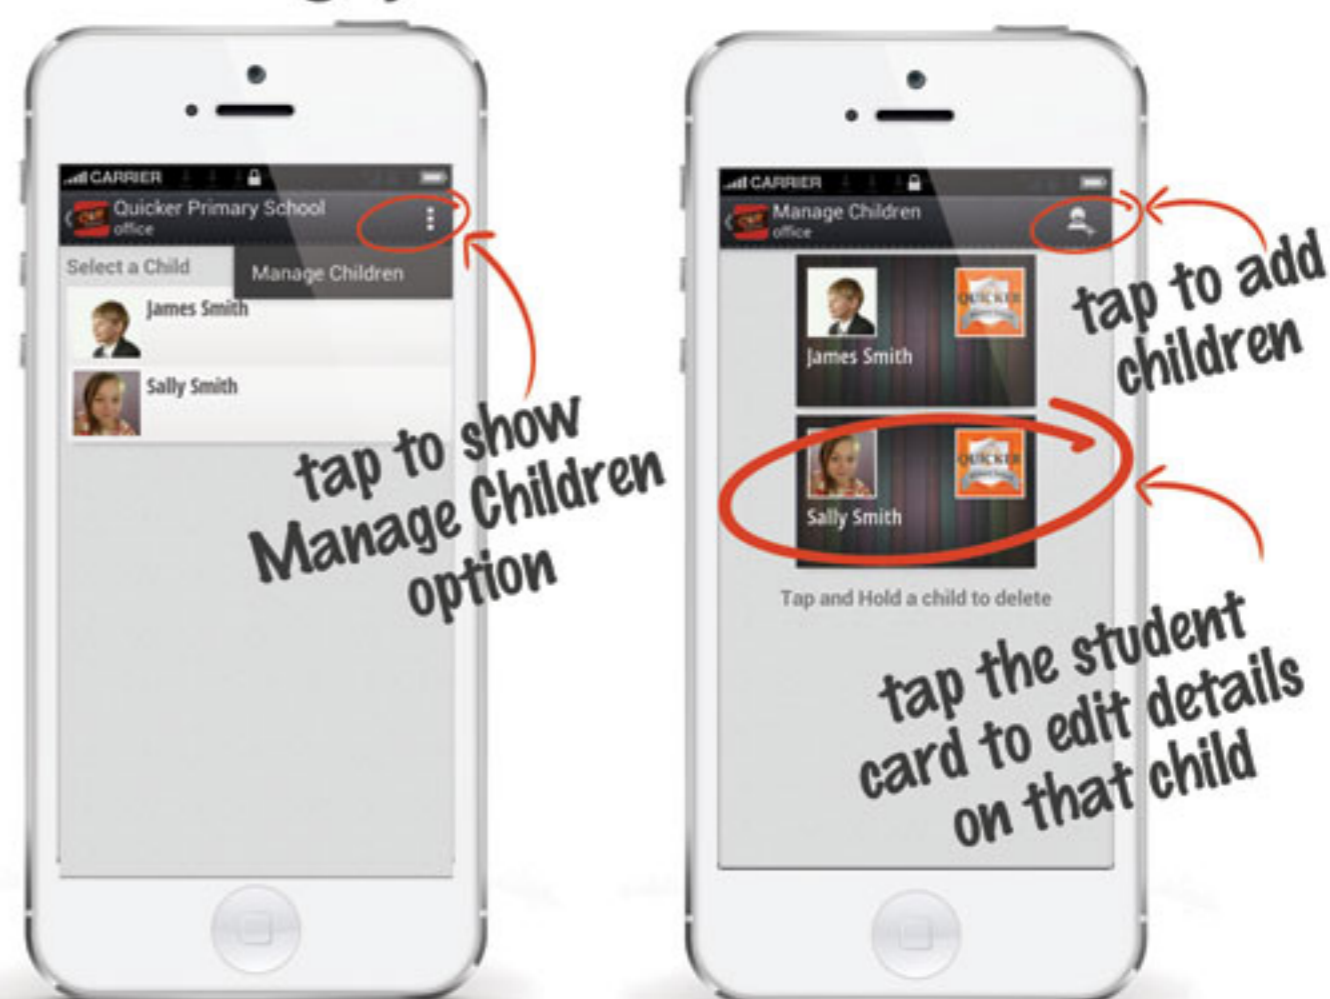 CARRIER
Quicker Primary School
office
Manage Children
Select a Child
James Smith
Sally Smith
tap to show
Manage Children
option
CARRIER
Manage Children
office
QUICKER
James Smith
QUICKER
Sally Smith
Tap and Hold a child to delete
tap to add
children
tap the student
card to edit details
on that child